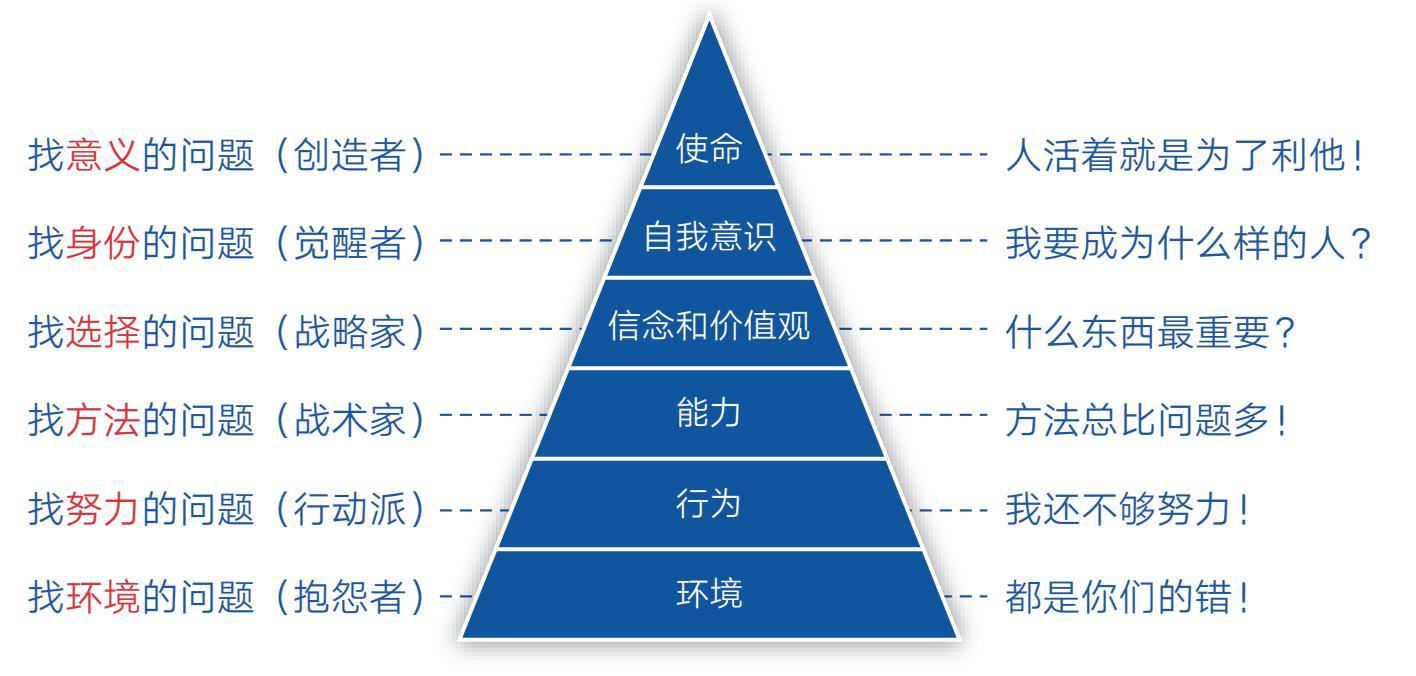 找意义的问题（创造者） 使命 人活着就是为了利他！
找身份的问题（觉醒者） 自我意识 我要成为什么样的人？
找选择的问题（战略家） 信念和价值观 什么东西最重要？
找方法的问题（战术家） 能力 方法总比问题多！
找努力的问题（行动派） 行为 我还不够努力！
找环境的问题（抱怨者） 环境 都是你们的错！